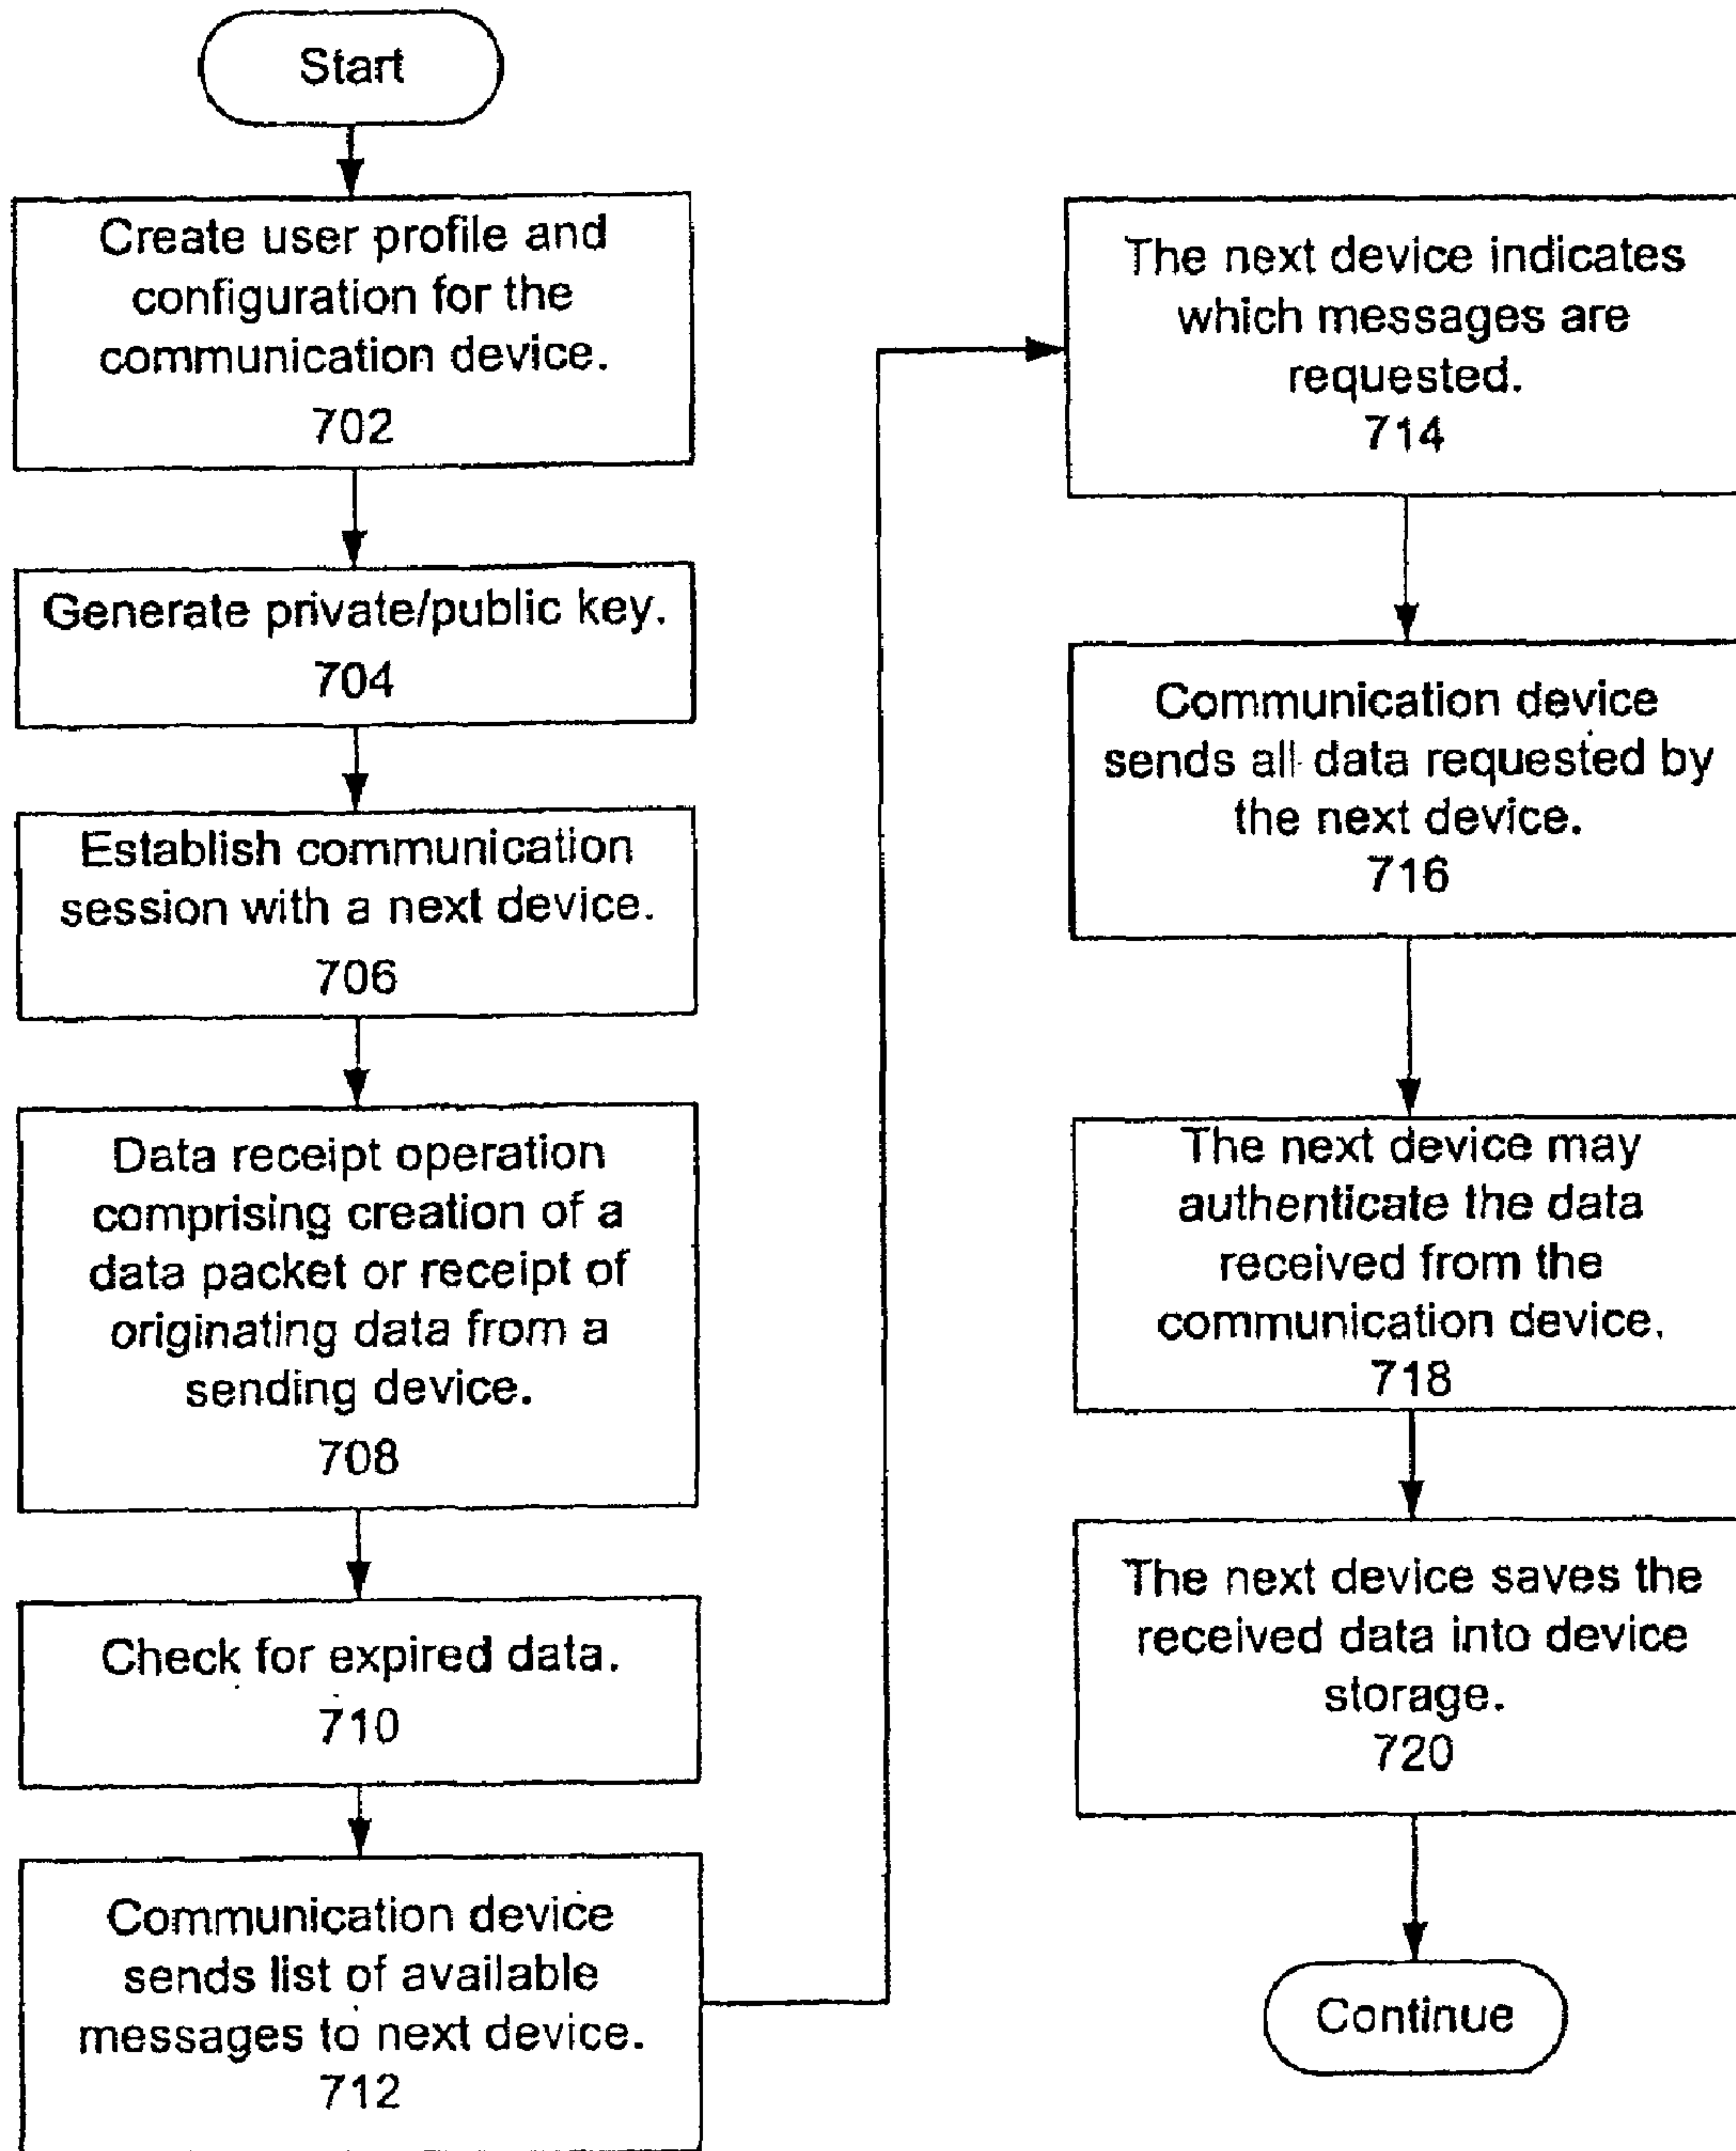 Start
Create user profile and
configuration for the
communication device.
702
Generate private/public key.
704
Establish communication
session with a next device.
706
Data receipt operation
comprising creation of a
data packet or receipt of
originating data from a
sending device.
708
Check for expired data.
710
Communication device
sends list of available
messages to next device.
712
The next device indicates
which messages are
requested.
714
Communication device
sends all data requested by
the next device.
716
The next device may
authenticate the data
received from the
communication device.
718
The next device saves the
received data into device
storage.
720
Continue